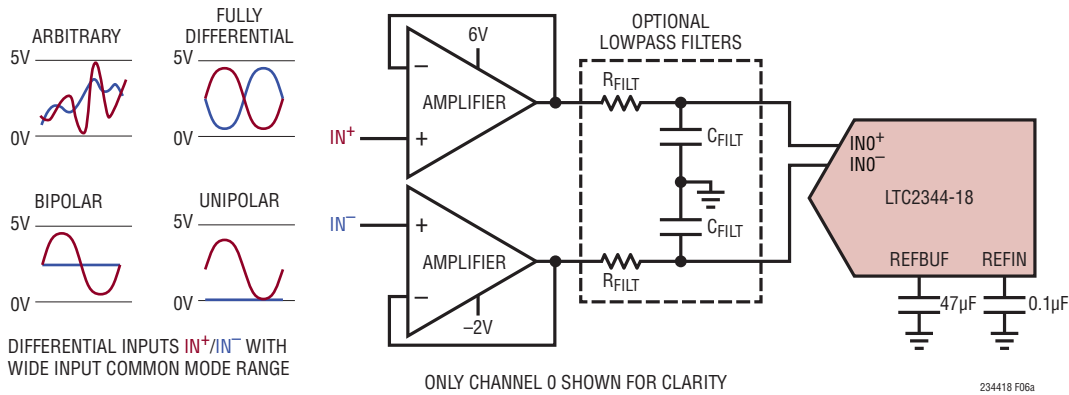 ARBITRARY
5V
0V
FULLY
DIFFERENTIAL
5V
0V
BIPOLAR
5V
0V
UNIPOLAR
5V
0V
DIFFERENTIAL INPUTS IN+/IN– WITH
WIDE INPUT COMMON MODE RANGE
6V
–
AMPLIFIER
+
IN+
IN–
+
AMPLIFIER
–
–2V
OPTIONAL
LOWPASS FILTERS
RFILT
CFILT
CFILT
RFILT
IN0+
IN0–
LTC2344-18
REFBUF
REFIN
47µF
0.1µF
ONLY CHANNEL 0 SHOWN FOR CLARITY
234418 F06a